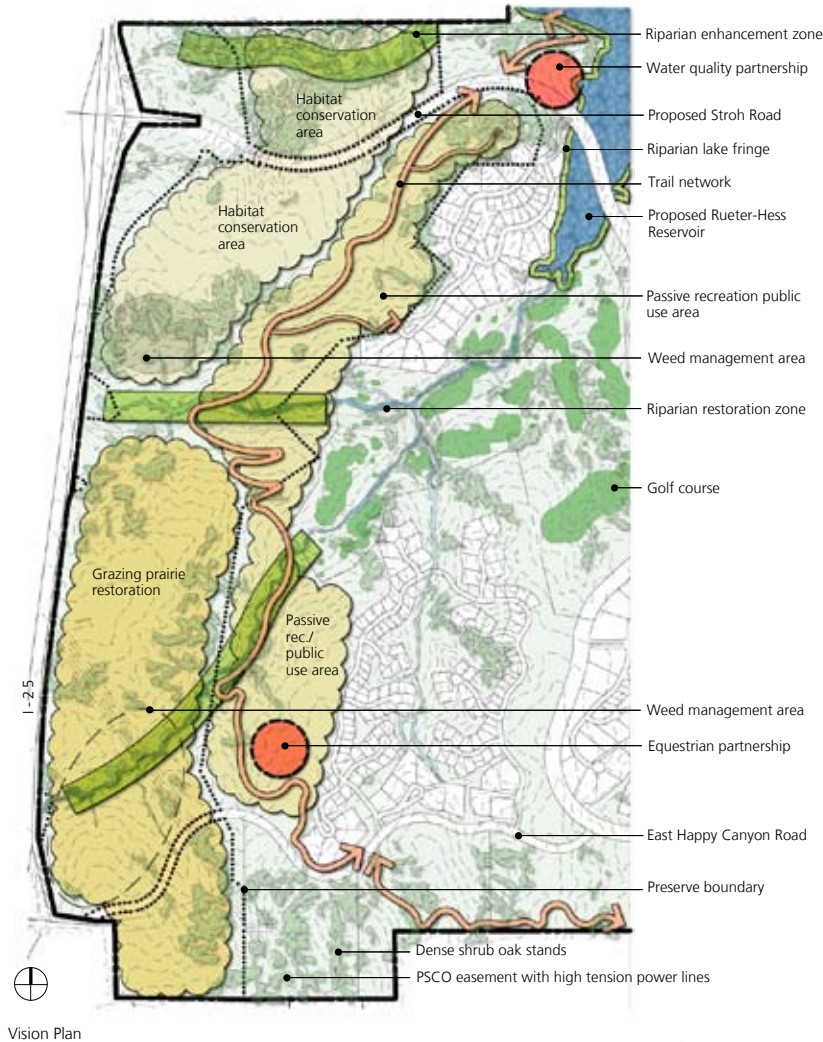 Riparian enhancement zone
Water quality partnership
Habitat
conservation
area
Proposed Stroh Road
Riparian lake fringe
Trail network
Habitat
conservation
area
Proposed Rueter-Hess
Reservoir
Passive recreation public
use area
Weed management area
Riparian restoration zone
Golf course
Grazing prairie
restoration
Passive
rec./
public
use area
I-25
Weed management area
Equestrian partnership
East Happy Canyon Road
Preserve boundary
Dense shrub oak stands
PSCO easement with high tension power lines
Vision Plan